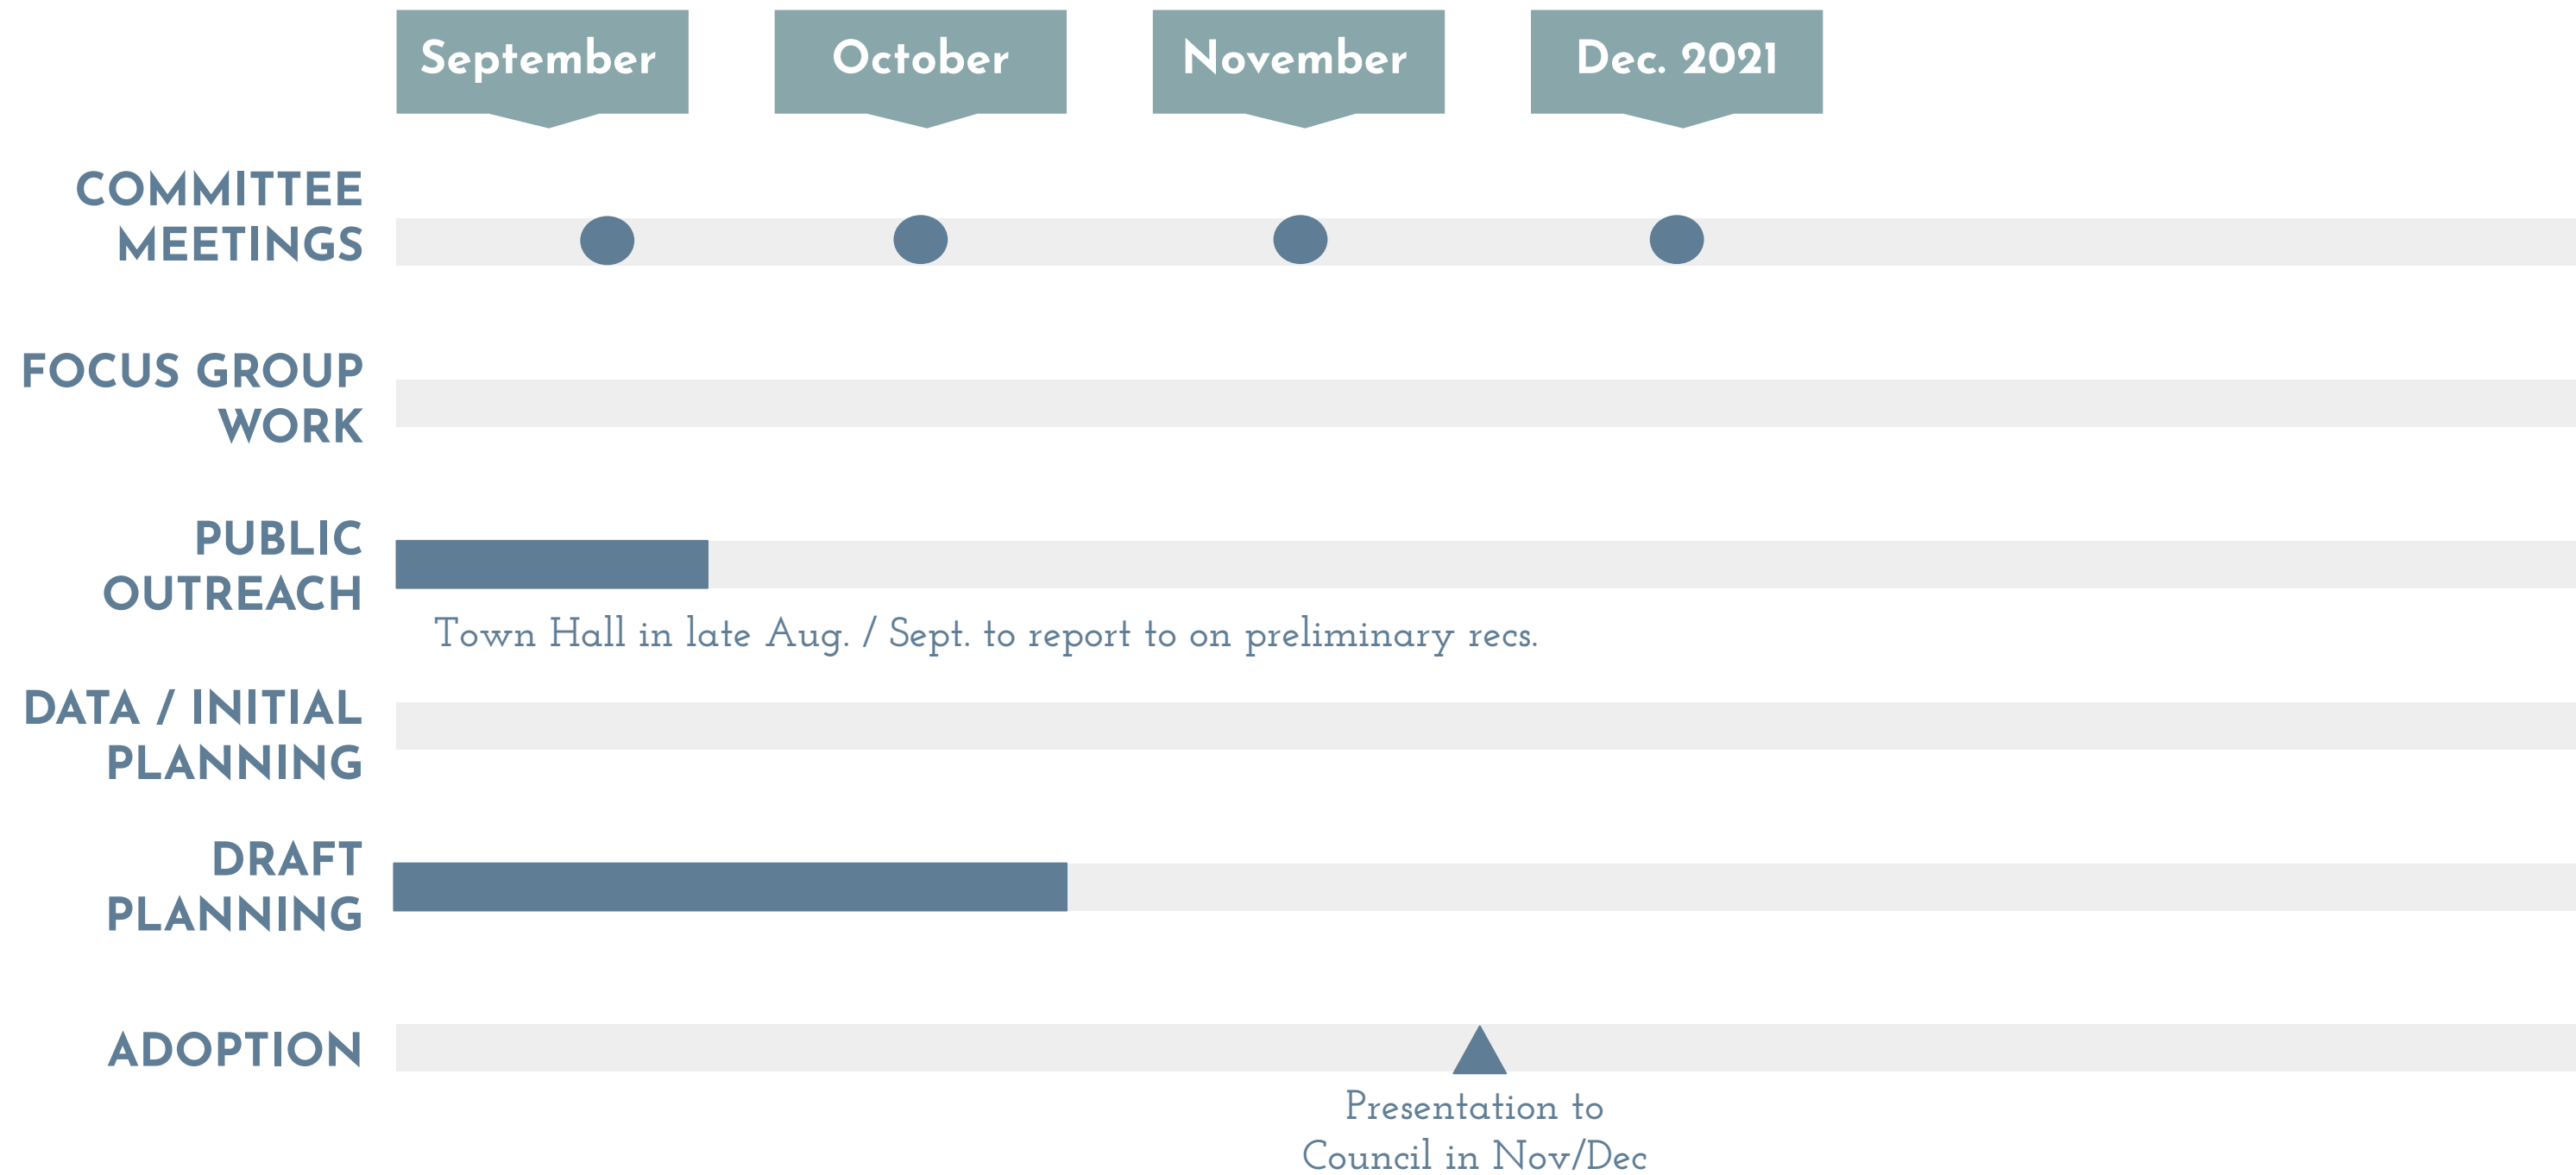 September
October
November
Dec. 2021
COMMITTEE
MEETINGS
FOCUS GROUP
WORK
PUBLIC
OUTREACH
Town Hall in late Aug. / Sept. to report to on preliminary recs.
DATA / INITIAL
PLANNING
DRAFT
PLANNING
ADOPTION
Presentation to
Council in Nov/Dec